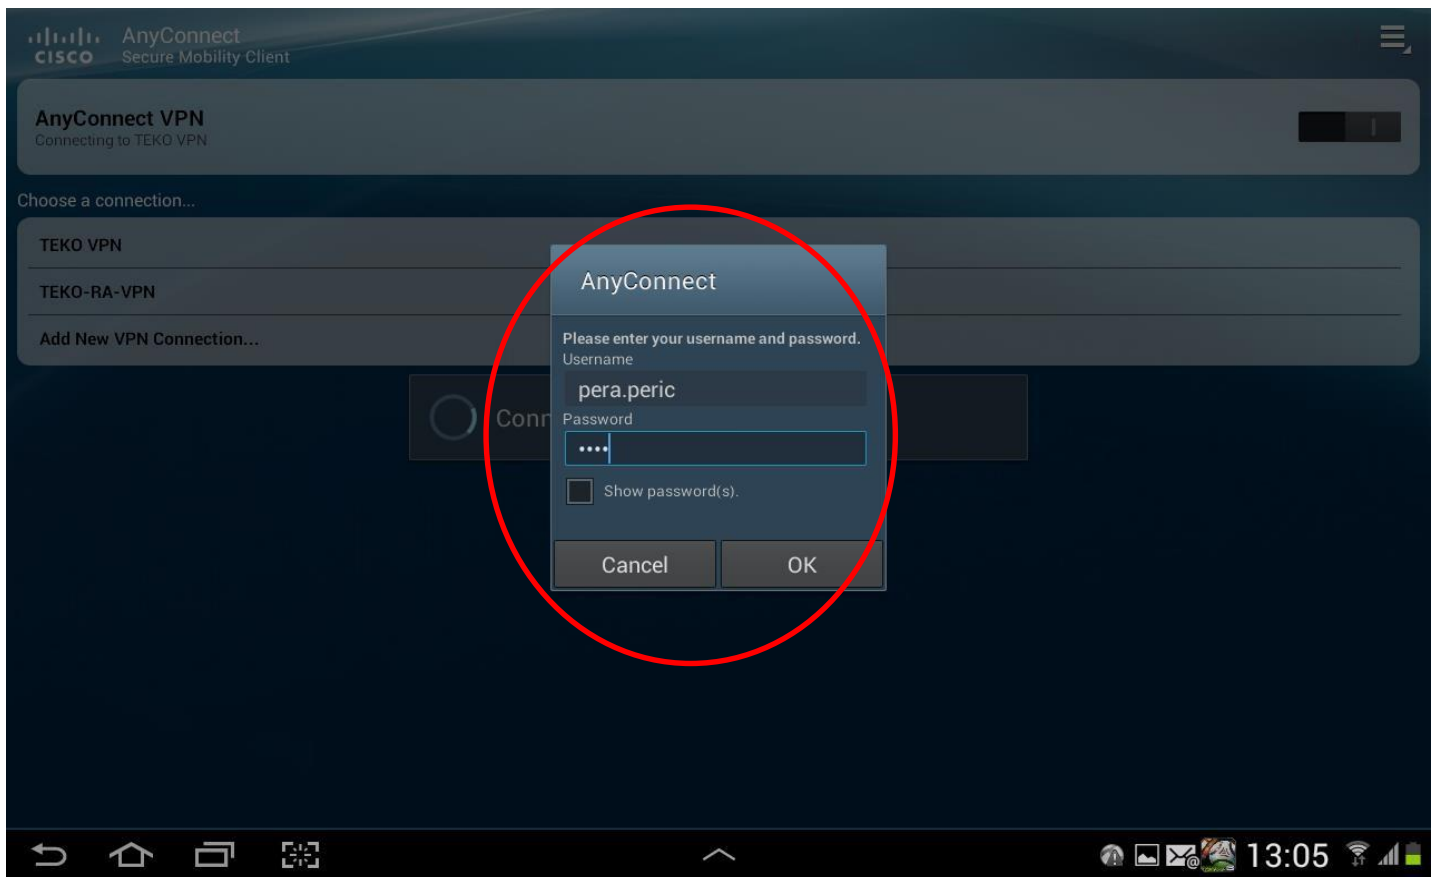 CISCO
AnyConnect
Secure Mobility Client
AnyConnect VPN
Connecting to TEKO VPN
Choose a connection...
TEKO VPN
TEKO-RA-VPN
Add New VPN Connection...
Conn
AnyConnect
Please enter your username and password.
Username
pera.peric
Password
••••
Show password(s).
Cancel
OK
13:05